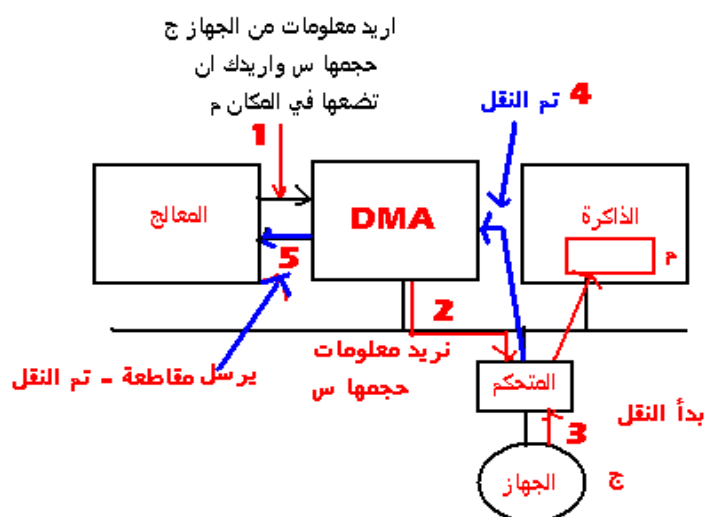 اريد معلومات من الجهاز ج
حجمها س واريدك ان
تضعها في المكان م
1
تم النقل 4
المعالج
DMA
الذاكرة
م
5
2
نريد معلومات
حجمها س
يرسل مقاطعة - تم النقل
المتحكم
بدأ النقل
3
الجهاز
ج